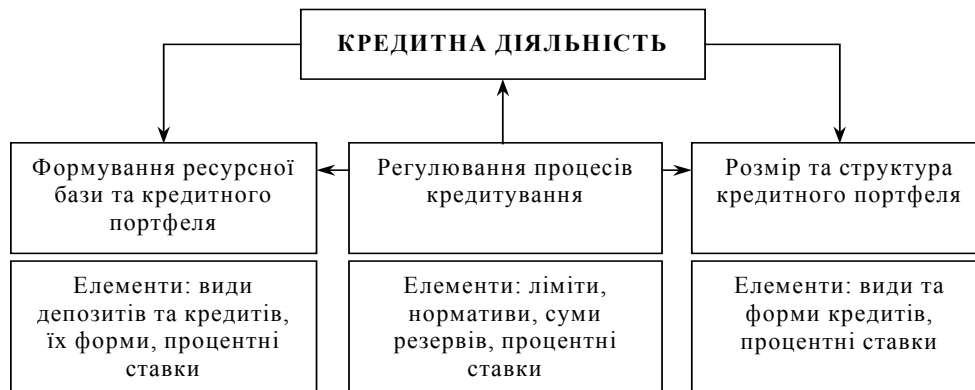 КРЕДИТНА ДІЯЛЬНІСТЬ
Формування ресурсної
бази та кредитного
портфеля
Регулювання процесів
кредитування
Розмір та структура
кредитного портфеля
Елементи: види
депозитів та кредитів,
їх форми, процентні
ставки
Елементи: ліміти,
нормативи, суми
резервів, процентні
ставки
Елементи: види та
форми кредитів,
процентні ставки